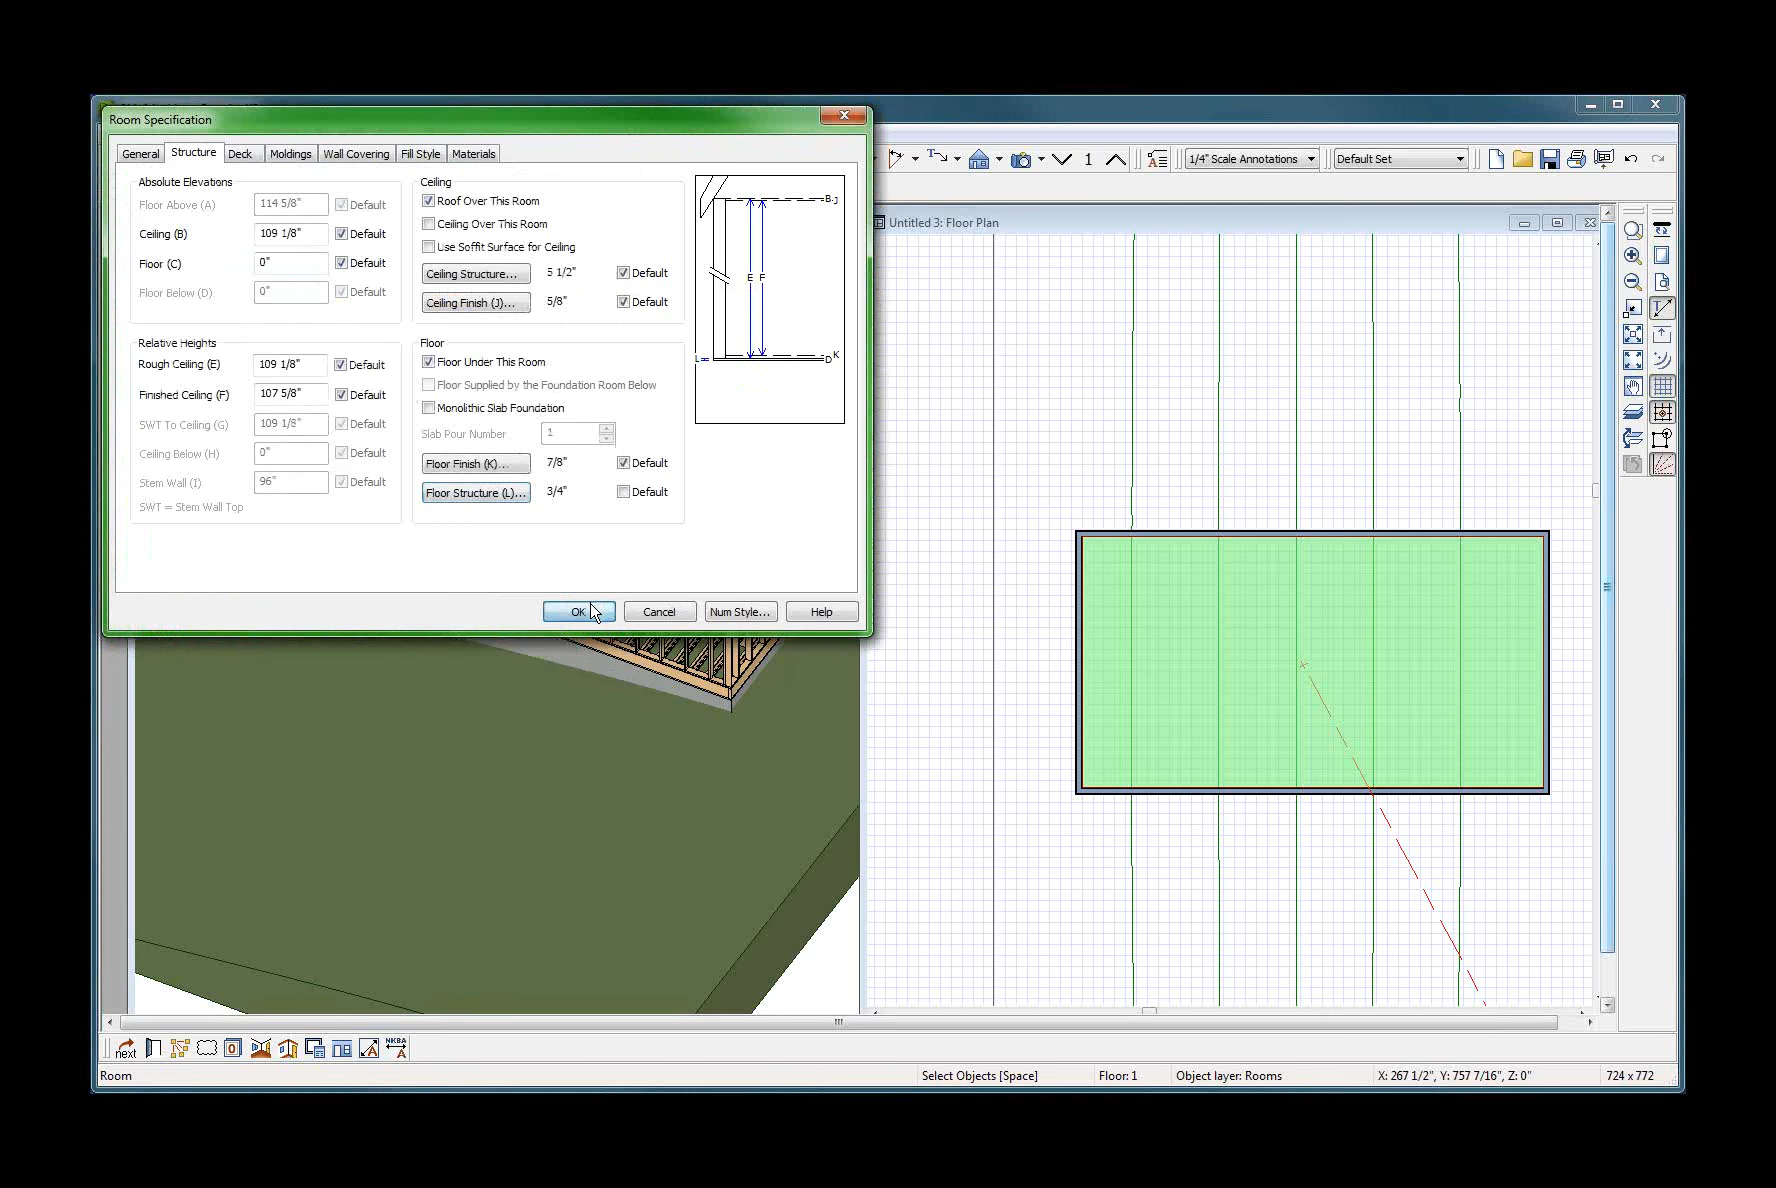 Room Specification
General Structure Deck Moldings Wall Covering Fill Style Materials
Absolute Elevations
Floor Above (A) 114 5/8" Default
Ceiling (B) 109 1/8" Default
Floor (C) 0" Default
Floor Below (D) 0" Default
Relative Heights
Rough Ceiling (E) 109 1/8" Default
Finished Ceiling (F) 107 5/8" Default
SWT To Ceiling (G) 109 1/8" Default
Ceiling Below (H) 0" Default
Stem Wall (I) 96" Default
SWT = Stem Wall Top
Ceiling
Roof Over This Room
Ceiling Over This Room
Use Soffit Surface for Ceiling
Ceiling Structure... 5 1/2" Default
Ceiling Finish (J)... 5/8" Default
Floor
Floor Under This Room
Floor Supplied by the Foundation Room Below
Monolithic Slab Foundation
Slab Pour Number 1
Floor Finish (K)... 7/8" Default
Floor Structure (L)... 3/4" Default
B J
E F
K
L D
OK Cancel Num Style... Help
1 1/4" Scale Annotations Default Set
Untitled 3: Floor Plan
next NKBA A
Room Select Objects [Space] Floor: 1 Object layer: Rooms X: 267 1/2", Y: 757 7/16", Z: 0" 724 x 772